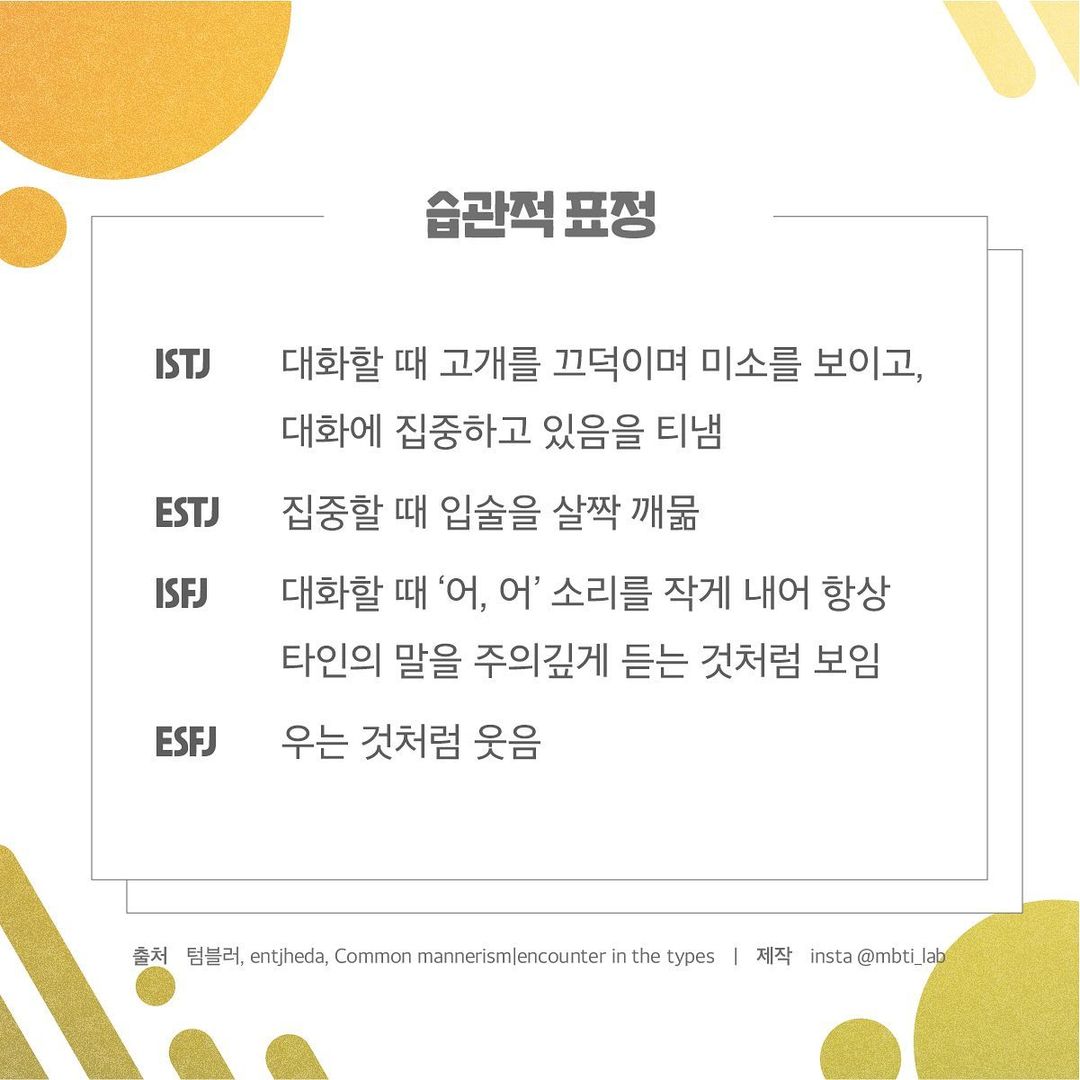 습관적 표정
ISTJ 대화할 때 고개를 끄덕이며 미소를 보이고,
대화에 집중하고 있음을 티냄
ESTJ 집중할 때 입술을 살짝 깨묾
ISFJ 대화할 때 ‘어, 어’ 소리를 작게 내어 항상
타인의 말을 주의깊게 듣는 것처럼 보임
ESFJ 우는 것처럼 웃음
출처 텀블러, entjheda, Common mannerism|encounter in the types | 제작 insta @mbti_lab